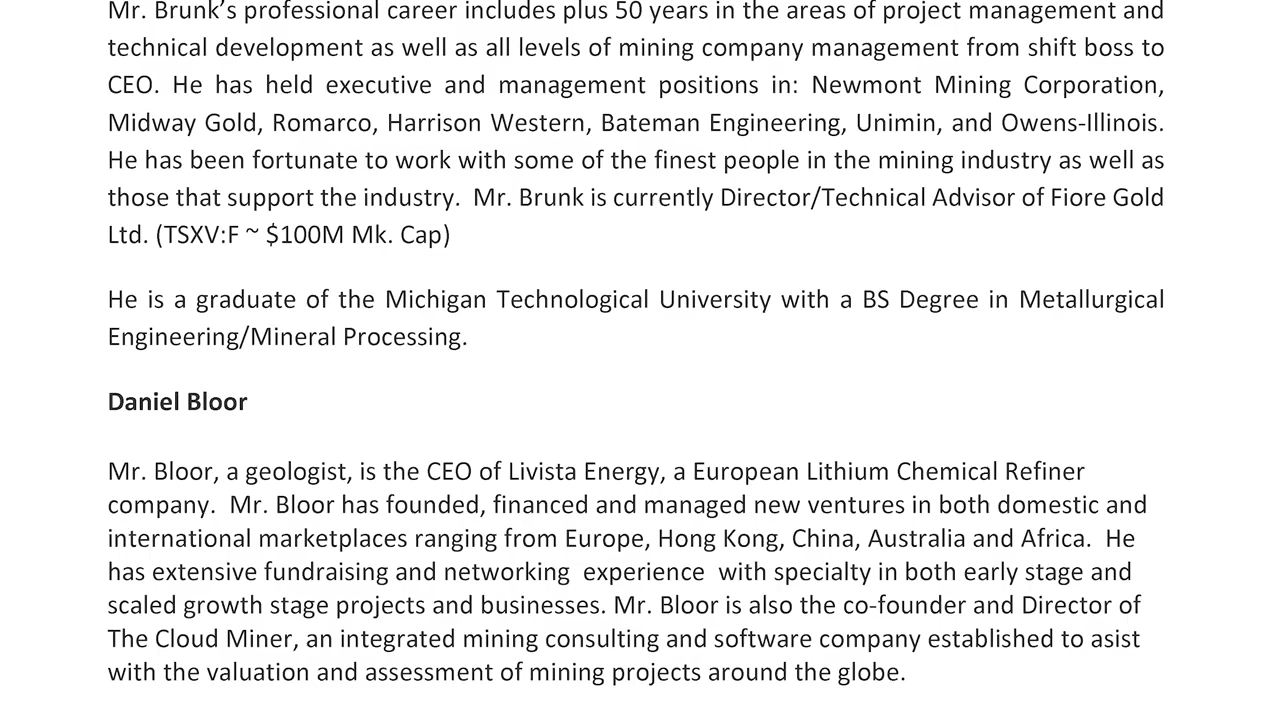 Mr. Brunk’s professional career includes plus 50 years in the areas of project management and
technical development as well as all levels of mining company management from shift boss to
CEO. He has held executive and management positions in: Newmont Mining Corporation,
Midway Gold, Romarco, Harrison Western, Bateman Engineering, Unimin, and Owens-Illinois.
He has been fortunate to work with some of the finest people in the mining industry as well as
those that support the industry.  Mr. Brunk is currently Director/Technical Advisor of Fiore Gold
Ltd. (TSXV:F ~ $100M Mk. Cap)
He is a graduate of the Michigan Technological University with a BS Degree in Metallurgical
Engineering/Mineral Processing.
Daniel Bloor
Mr. Bloor, a geologist, is the CEO of Livista Energy, a European Lithium Chemical Refiner
company.  Mr. Bloor has founded, financed and managed new ventures in both domestic and
international marketplaces ranging from Europe, Hong Kong, China, Australia and Africa.  He
has extensive fundraising and networking  experience  with specialty in both early stage and
scaled growth stage projects and businesses. Mr. Bloor is also the co-founder and Director of
The Cloud Miner, an integrated mining consulting and software company established to asist
with the valuation and assessment of mining projects around the globe.